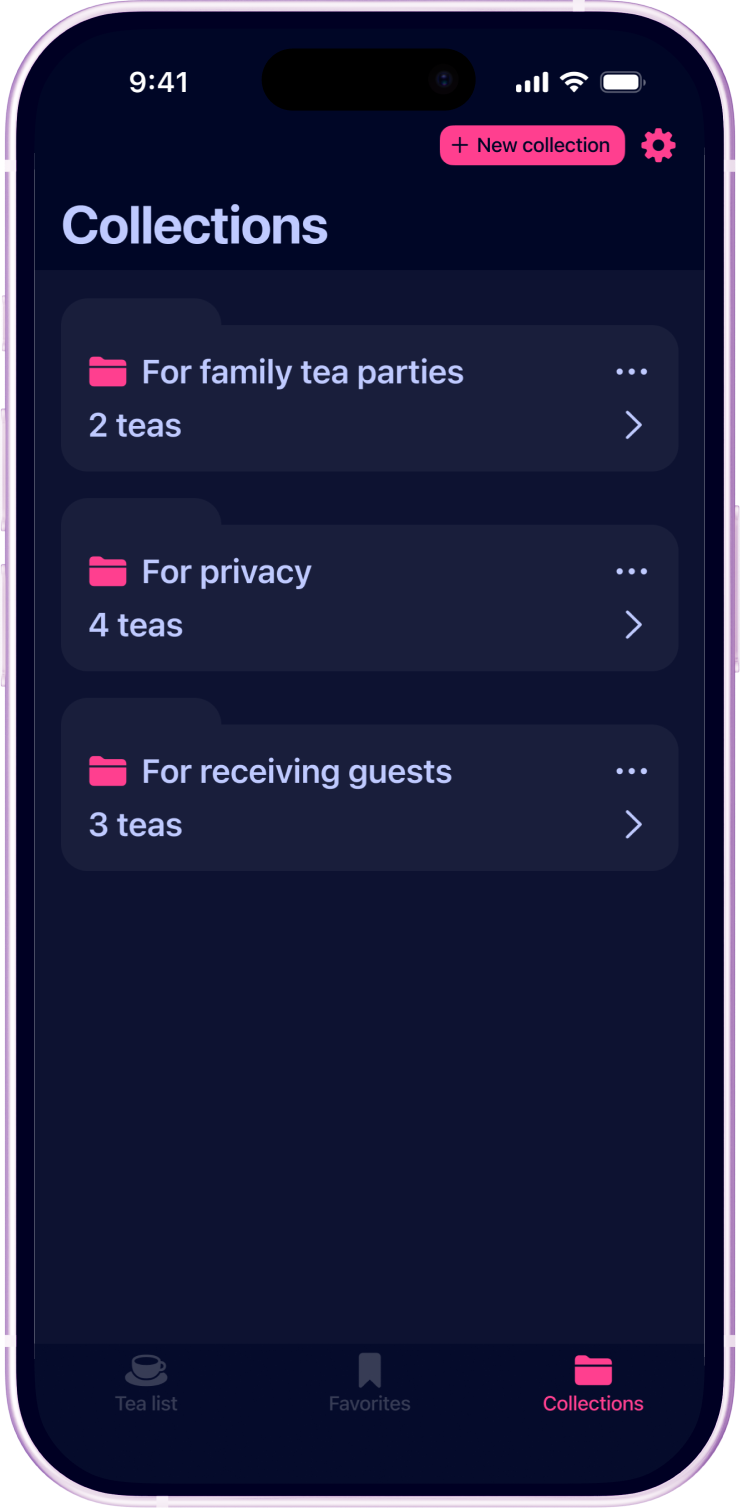 9:41
+ New collection
Collections
For family tea parties
2 teas
For privacy
4 teas
For receiving guests
3 teas
Tea list
Favorites
Collections